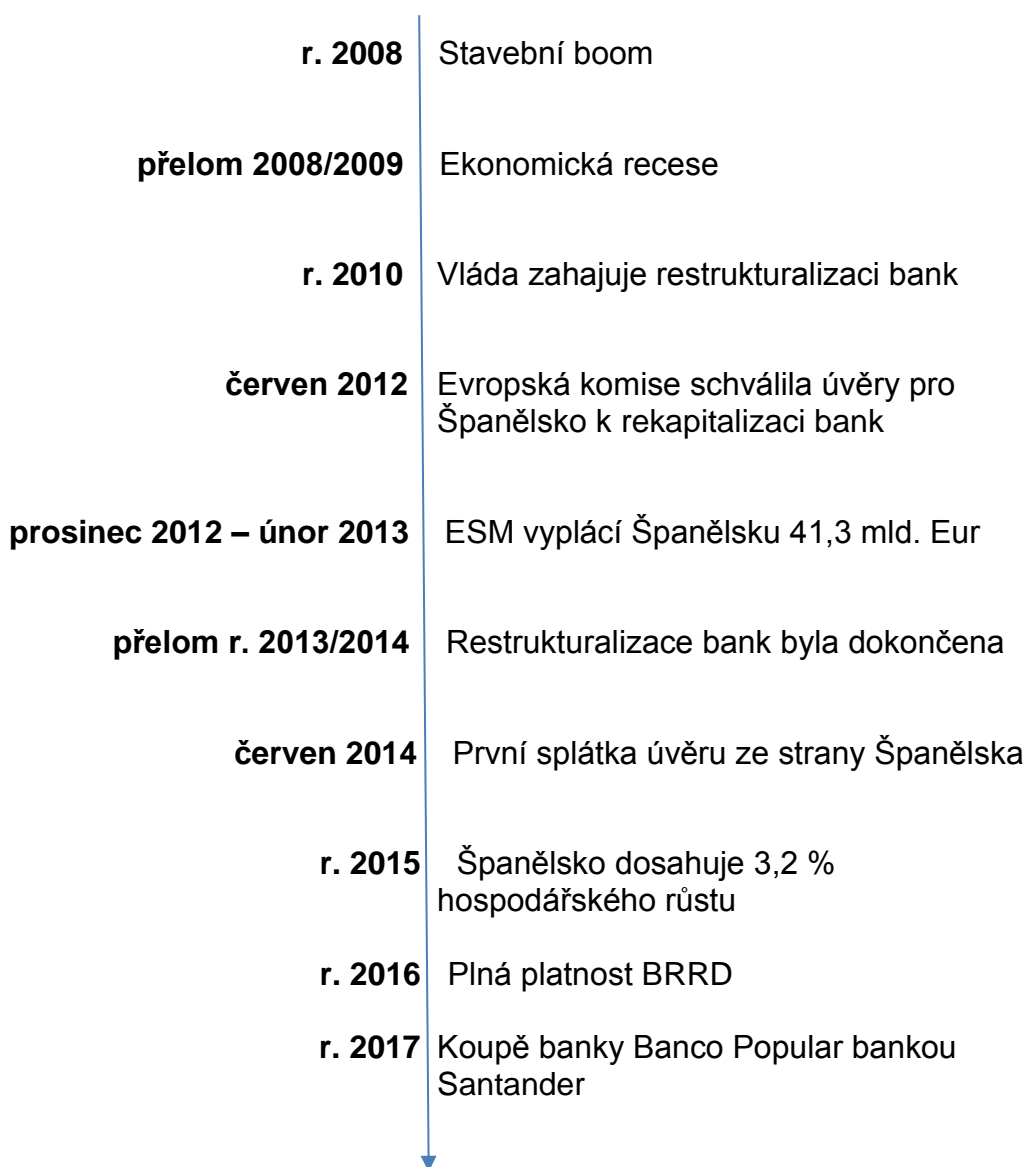 r. 2008 Stavební boom
přelom 2008/2009 Ekonomická recese
r. 2010 Vláda zahajuje restrukturalizaci bank
červen 2012 Evropská komise schválila úvěry pro
Španělsko k rekapitalizaci bank
prosinec 2012 – únor 2013 ESM vyplácí Španělsku 41,3 mld. Eur
přelom r. 2013/2014 Restrukturalizace bank byla dokončena
červen 2014 První splátka úvěru ze strany Španělska
r. 2015 Španělsko dosahuje 3,2 %
hospodářského růstu
r. 2016 Plná platnost BRRD
r. 2017 Koupě banky Banco Popular bankou
Santander